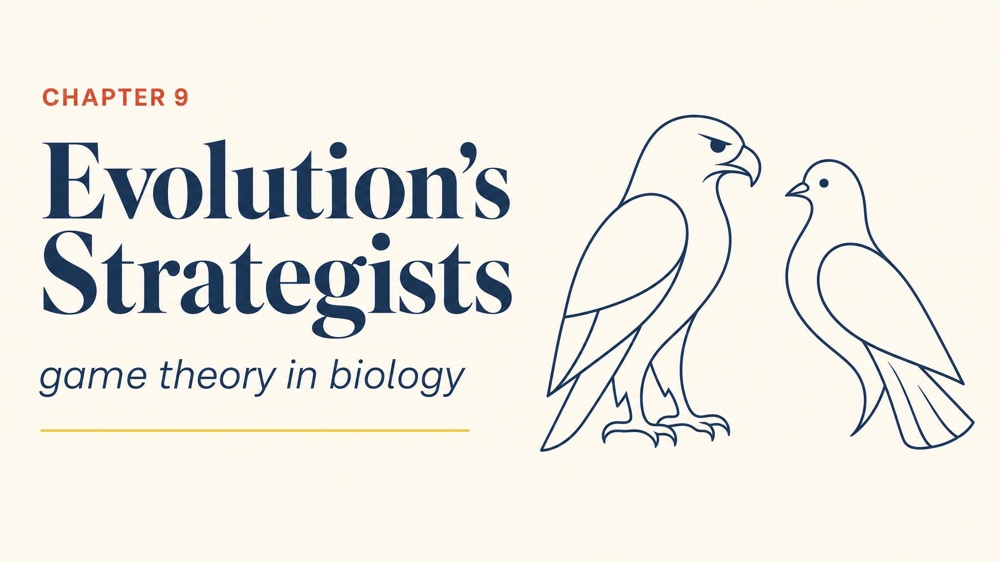 CHAPTER 9
Evolution’s
Strategists
game theory in biology